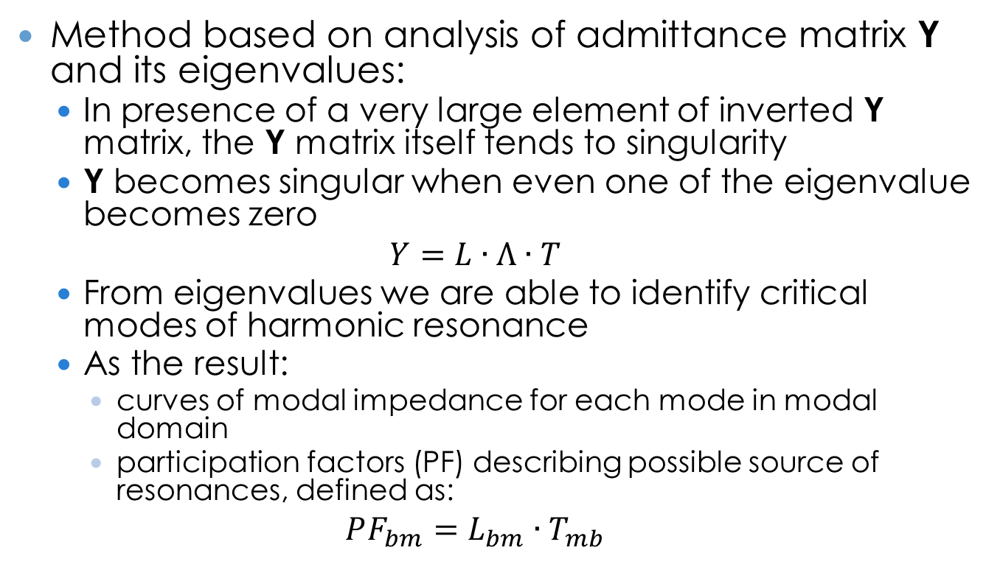 • Method based on analysis of admittance matrix Y
and its eigenvalues:
• In presence of a very large element of inverted Y
matrix, the Y matrix itself tends to singularity
• Y becomes singular when even one of the eigenvalue
becomes zero
Y = L · Λ · T
• From eigenvalues we are able to identify critical
modes of harmonic resonance
• As the result:
• curves of modal impedance for each mode in modal
domain
• participation factors (PF) describing possible source of
resonances, defined as:
PF_{bm} = L_{bm} · T_{mb}